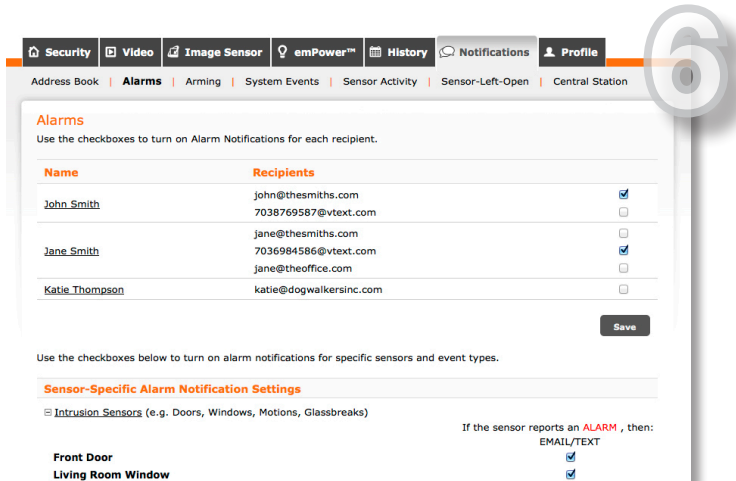 6
Security Video Image Sensor emPower™ History Notifications Profile
Address Book | Alarms | Arming | System Events | Sensor Activity | Sensor-Left-Open | Central Station
Alarms
Use the checkboxes to turn on Alarm Notifications for each recipient.
Name Recipients
John Smith john@thesmiths.com
7038769587@vtext.com
jane@thesmiths.com
Jane Smith 7036984586@vtext.com
jane@theoffice.com
Katie Thompson katie@dogwalkersinc.com
Save
Use the checkboxes below to turn on alarm notifications for specific sensors and event types.
Sensor-Specific Alarm Notification Settings
Intrusion Sensors (e.g. Doors, Windows, Motions, Glassbreaks)
If the sensor reports an ALARM , then:
EMAIL/TEXT
Front Door
Living Room Window